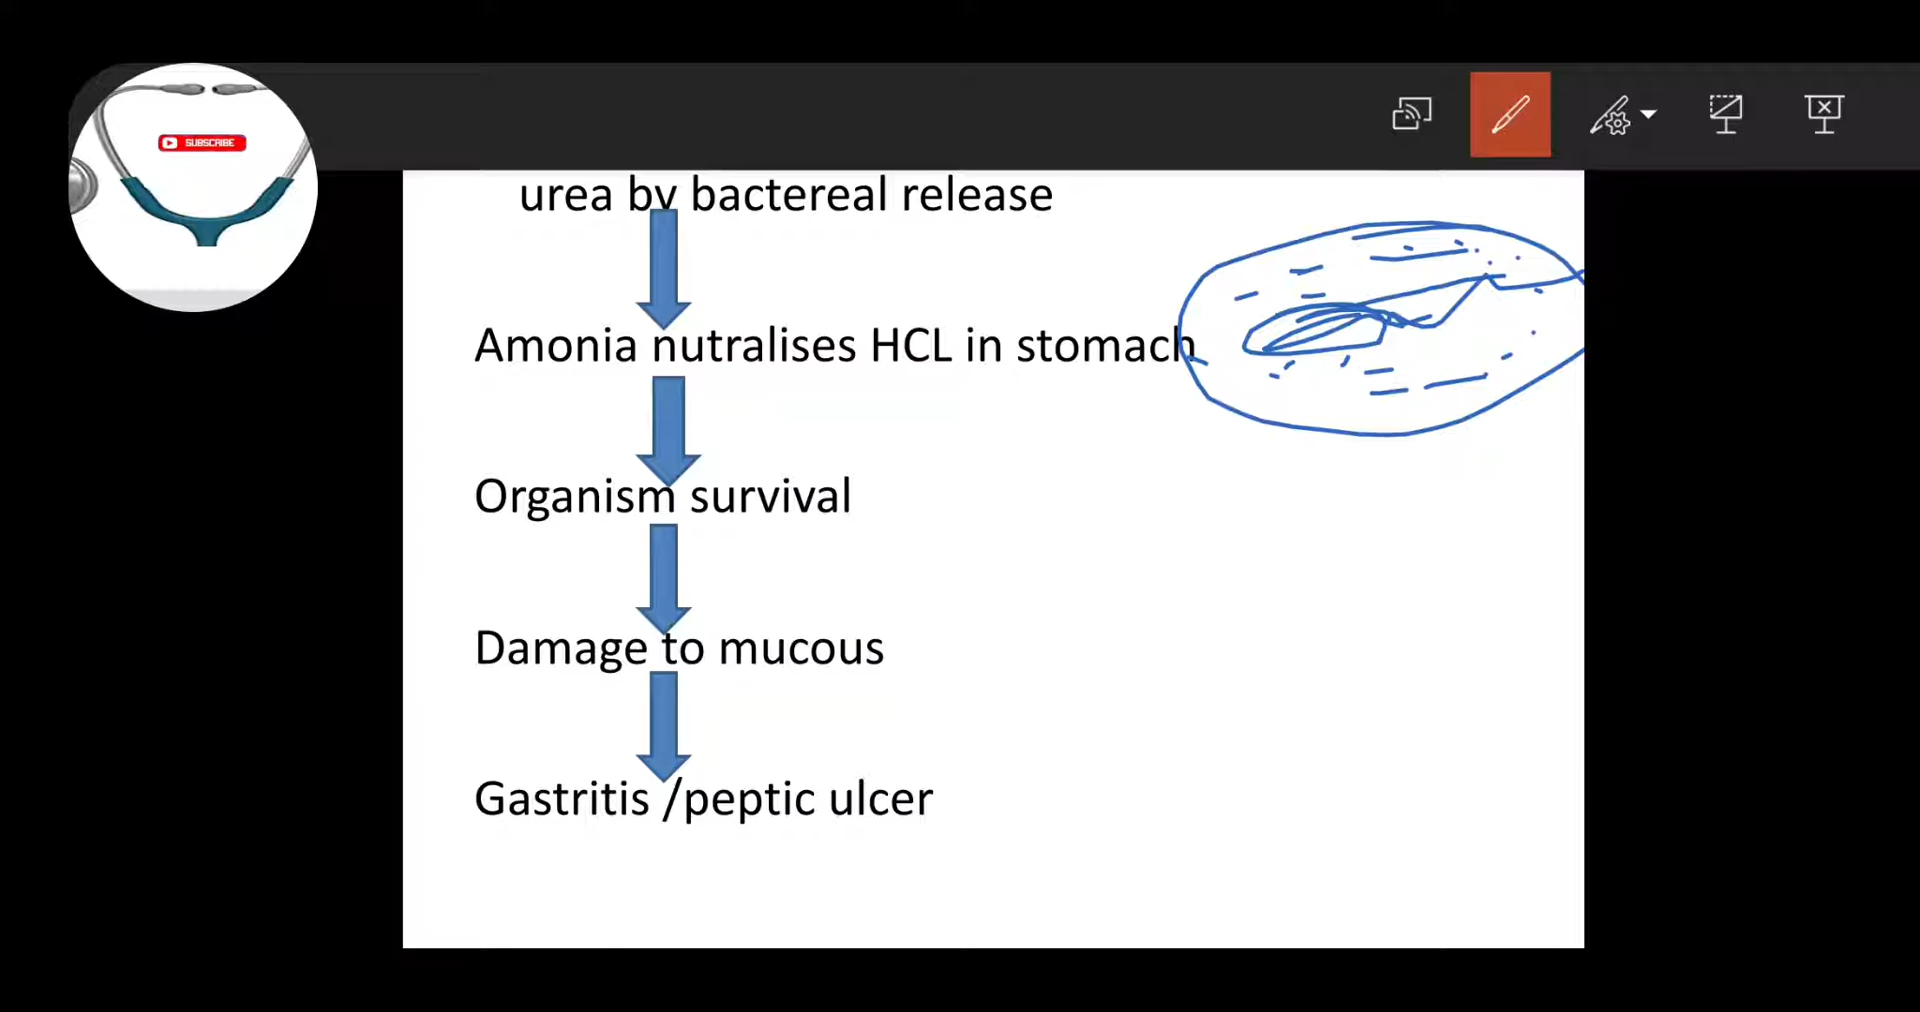 SUBSCRIBE
urea by bactereal release
Amonia nutralises HCL in stomach
Organism survival
Damage to mucous
Gastritis /peptic ulcer